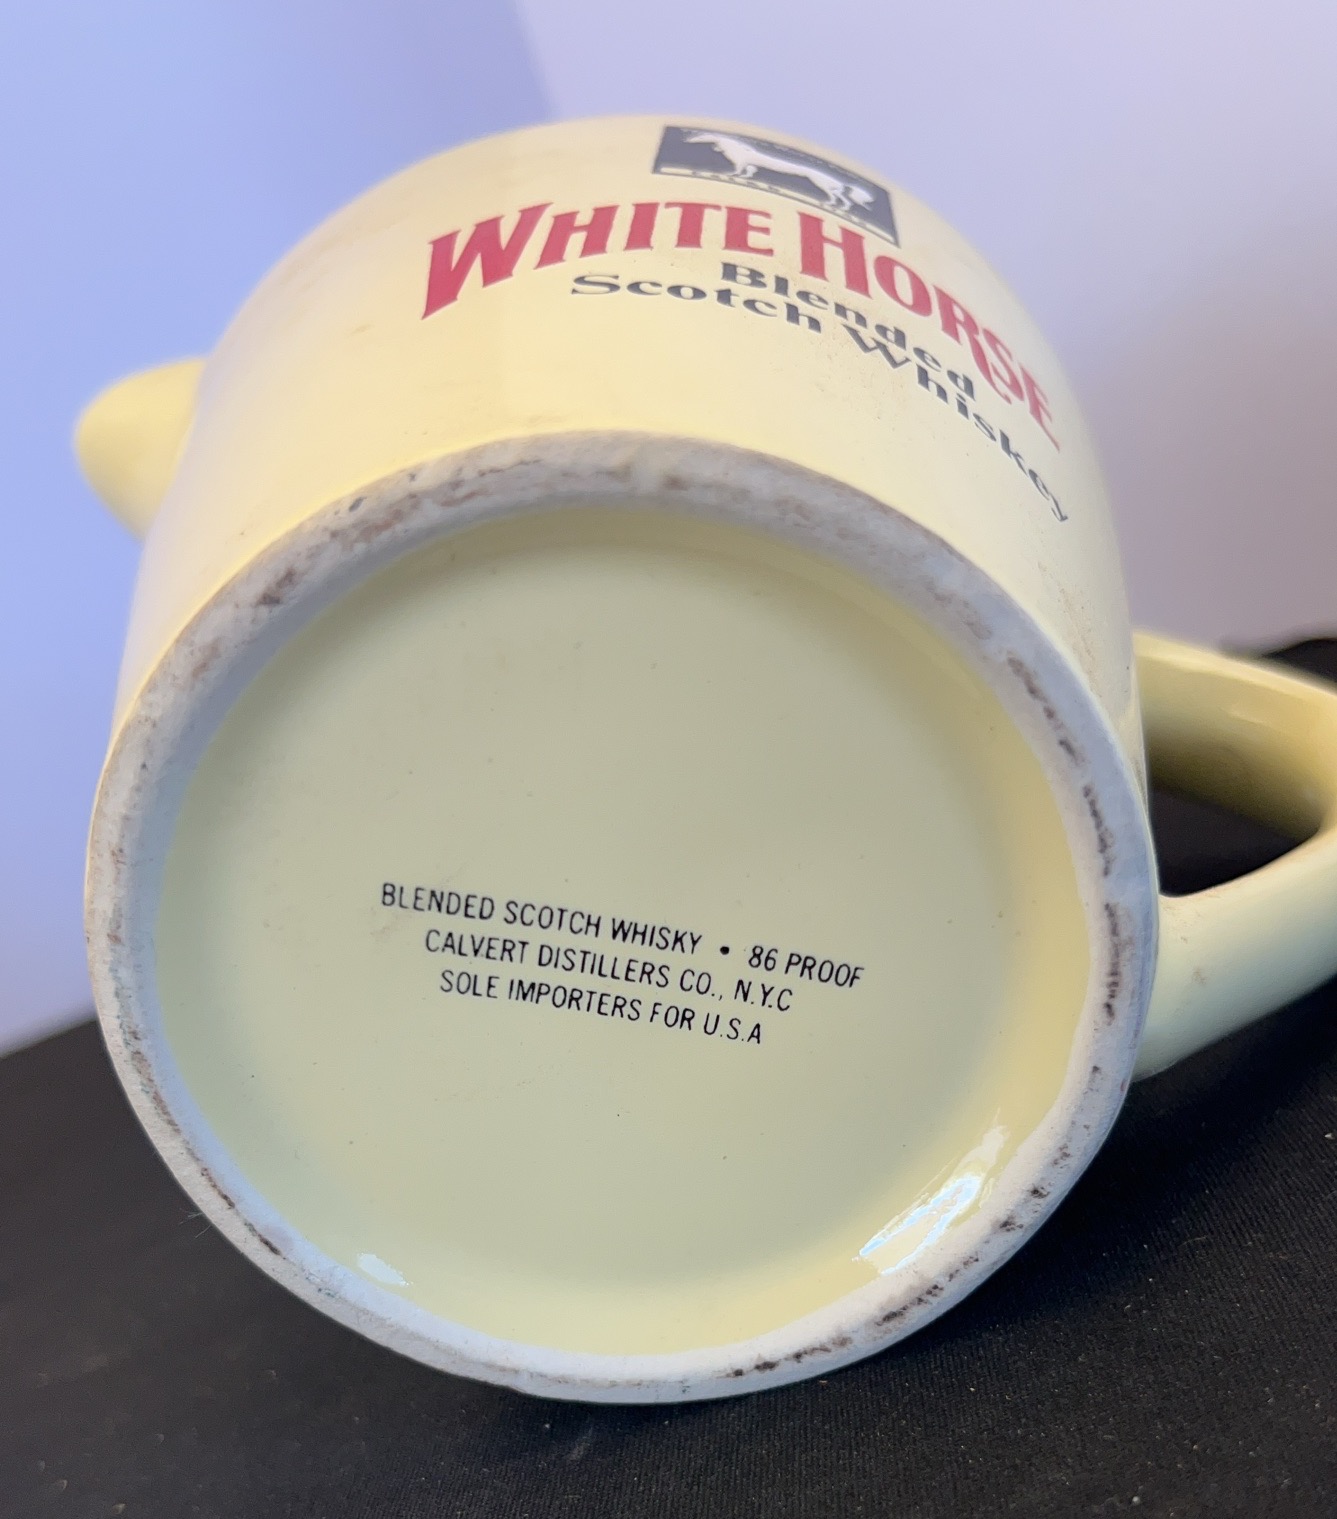 WHITE HORSE
Blended
Scotch Whiskey
BLENDED SCOTCH WHISKY • 86 PROOF
CALVERT DISTILLERS CO., N.Y.C
SOLE IMPORTERS FOR U.S.A